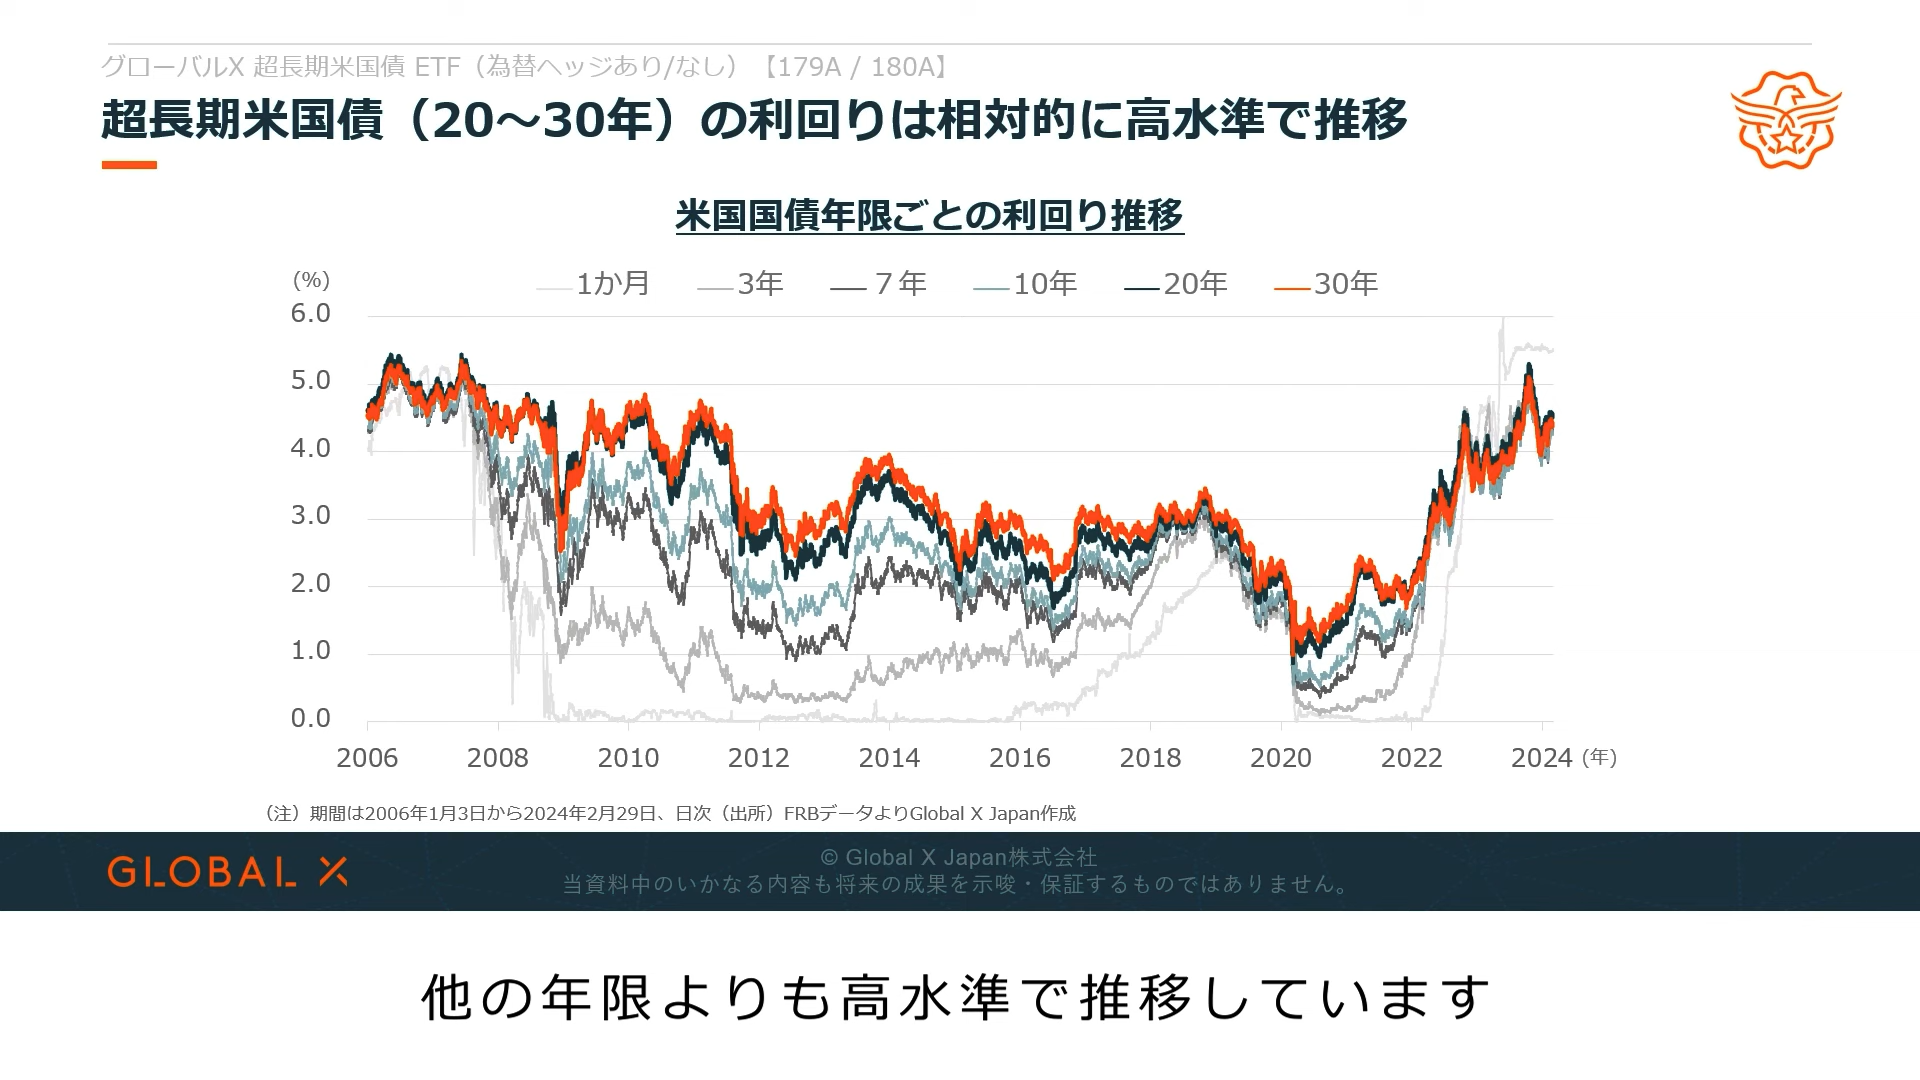 グローバルX 超長期米国債 ETF（為替ヘッジあり/なし）【179A / 180A】
超長期米国債（20～30年）の利回りは相対的に高水準で推移
米国国債年限ごとの利回り推移
(%)
1か月 3年 ７年 10年 20年 30年
6.0
5.0
4.0
3.0
2.0
1.0
0.0
2006 2008 2010 2012 2014 2016 2018 2020 2022 2024 (年)
（注）期間は2006年1月3日から2024年2月29日、日次（出所）FRBデータよりGlobal X Japan作成
GLOBAL X
© Global X Japan株式会社
当資料中のいかなる内容も将来の成果を示唆・保証するものではありません。
他の年限よりも高水準で推移しています